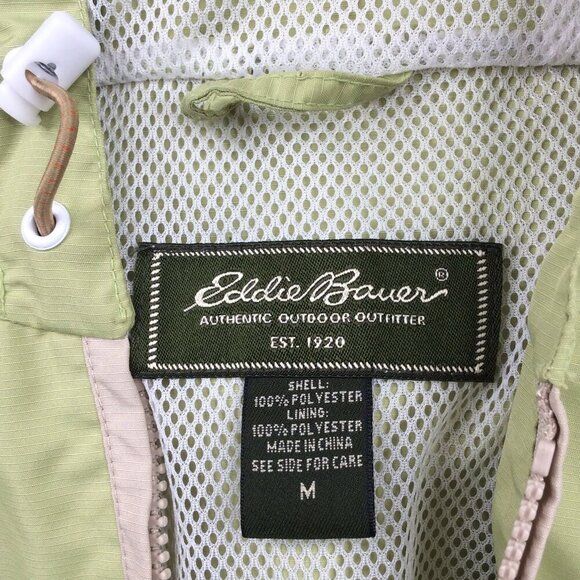 Eddie Bauer®
AUTHENTIC OUTDOOR OUTFITTER
EST. 1920
SHELL:
100% POLYESTER
LINING:
100% POLYESTER
MADE IN CHINA
SEE SIDE FOR CARE
M